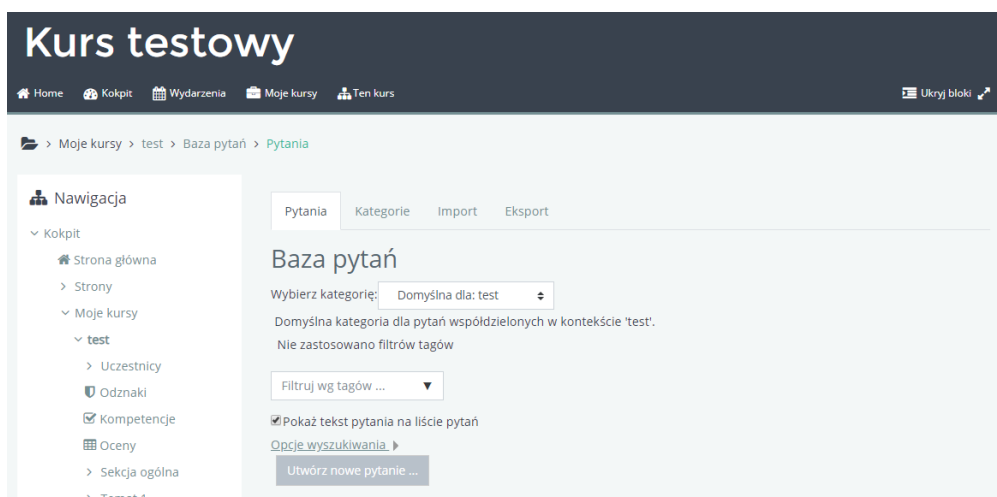 Kurs testowy
Home Kokpit Wydarzenia Moje kursy Ten kurs Ukryj bloki
> Moje kursy > test > Baza pytań > Pytania
Nawigacja
Kokpit
Strona główna
Strony
Moje kursy
test
Uczestnicy
Odznaki
Kompetencje
Oceny
Sekcja ogólna
Temat 1
Pytania Kategorie Import Eksport
Baza pytań
Wybierz kategorię: Domyślna dla: test
Domyślna kategoria dla pytań współdzielonych w kontekście 'test'.
Nie zastosowano filtrów tagów
Filtruj wg tagów ...
Pokaż tekst pytania na liście pytań
Opcje wyszukiwania
Utwórz nowe pytanie ...